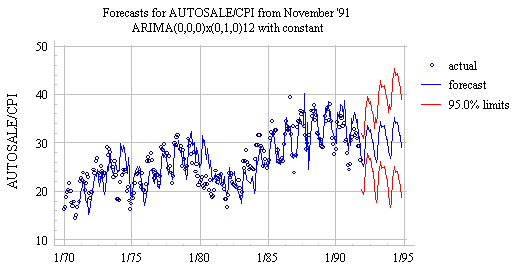 Forecasts for AUTOSALE/CPI from November '91
ARIMA(0,0,0)x(0,1,0)12 with constant
AUTOSALE/CPI
50
40
30
20
10
1/70
1/75
1/80
1/85
1/90
1/95
actual
forecast
95.0% limits